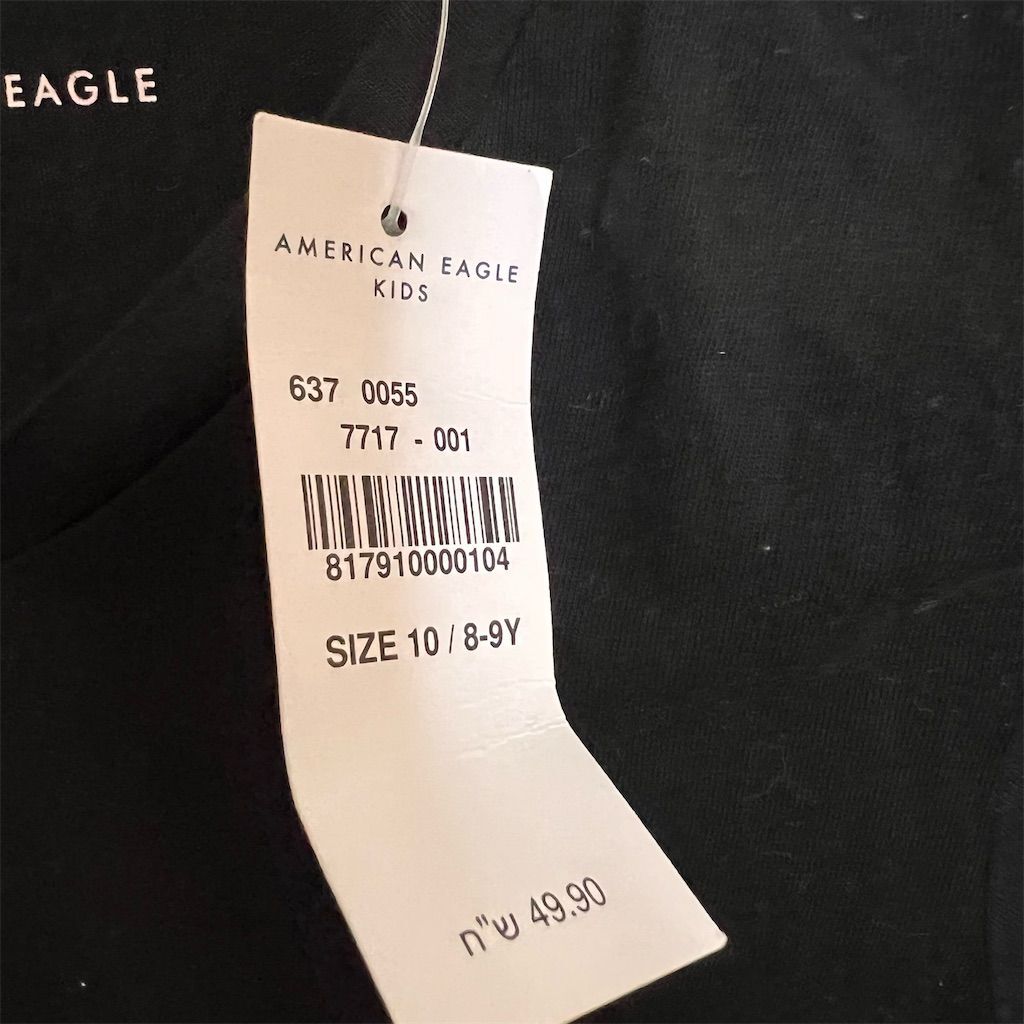 EAGLE
AMERICAN EAGLE
KIDS
637 0055
7717 - 001
817910000104
SIZE 10 / 8-9Y
49.90 ש"ח